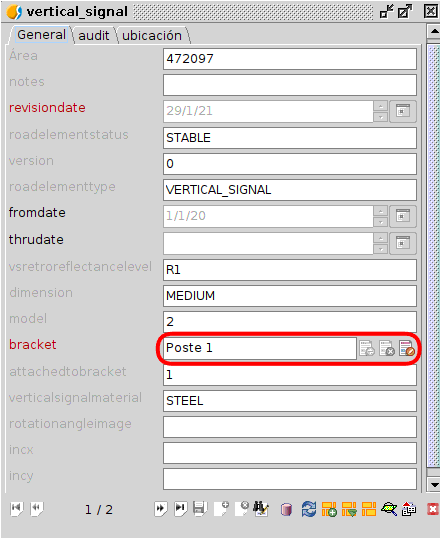 vertical_signal
General audit ubicación
Área 472097
notes
revisiondate 29/1/21
roadelementstatus STABLE
version 0
roadelementtype VERTICAL_SIGNAL
fromdate 1/1/20
thrudate
vsretroreflectancelevel R1
dimension MEDIUM
model 2
bracket Poste 1
attachedtobracket 1
verticalsignalmaterial STEEL
rotationangleimage
incx
incy
1 / 2